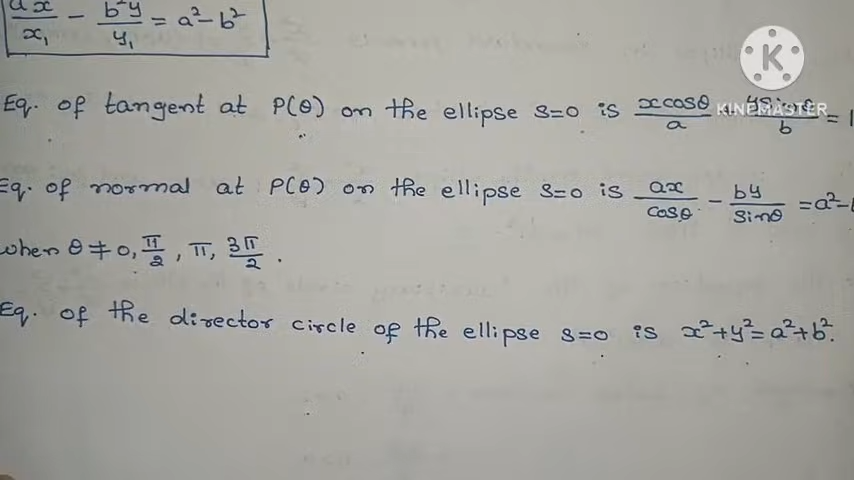 ax/x₁ − b²y/y₁ = a²−b²
KINEMASTER
Eq. of tangent at P(θ) on the ellipse S=0 is xcosθ/a + ysinθ/b = 1
Eq. of normal at P(θ) on the ellipse S=0 is ax/cosθ − by/sinθ = a²−
when θ ≠ 0, π/2, π, 3π/2.
Eq. of the director circle of the ellipse S=0 is x²+y²=a²+b².